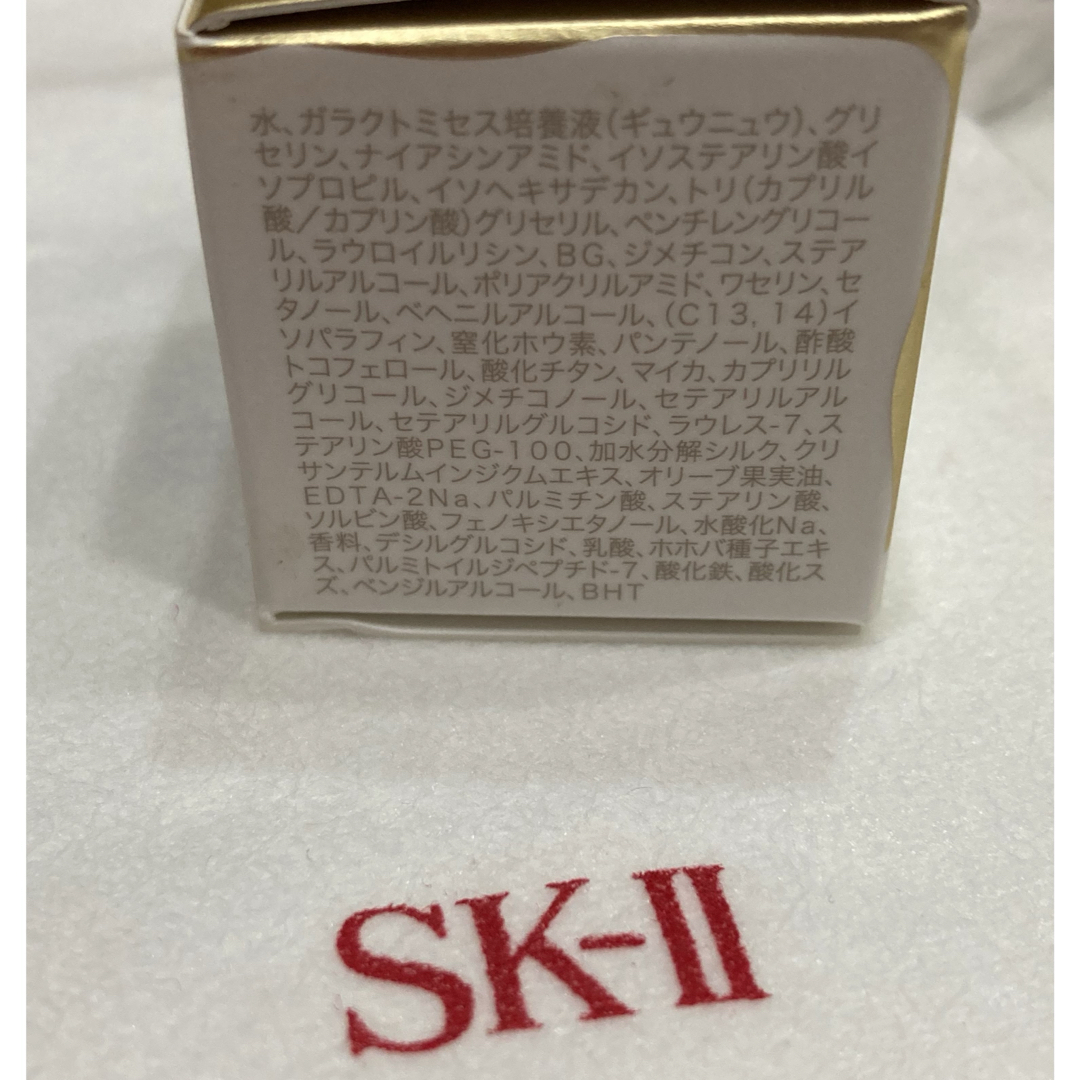 水、ガラクトミセス培養液(ギュウニュウ)、グリ
セリン、ナイアシンアミド、イソステアリン酸イ
ソプロピル、イソヘキサデカン、トリ(カプリル
酸/カプリン酸)グリセリル、ペンチレングリコー
ル、ラウロイルリシン、BG、ジメチコン、ステア
リルアルコール、ポリアクリルアミド、ワセリン、セ
タノール、ベヘニルアルコール、(C13, 14)イ
ソパラフィン、窒化ホウ素、パンテノール、酢酸
トコフェロール、酸化チタン、マイカ、カプリリル
グリコール、ジメチコノール、セテアリルアル
コール、セテアリルグルコシド、ラウレス-7、ス
テアリン酸PEG-100、加水分解シルク、クリ
サンテルムインジクムエキス、オリーブ果実油、
EDTA-2Na、パルミチン酸、ステアリン酸、
ソルビン酸、フェノキシエタノール、水酸化Na、
香料、デシルグルコシド、乳酸、ホホバ種子エキ
ス、パルミトイルジペプチド-7、酸化鉄、酸化ス
ズ、ベンジルアルコール、BHT
SK-II